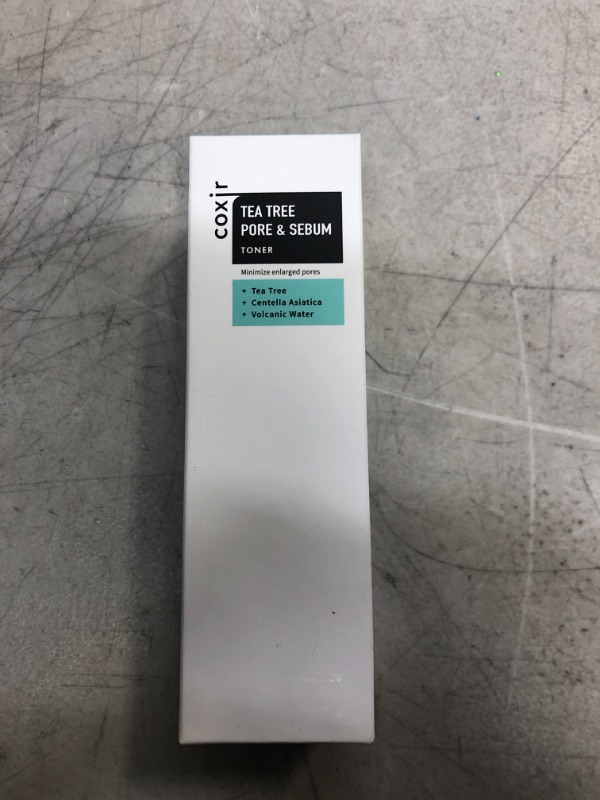 coxir
TEA TREE
PORE & SEBUM
TONER
Minimize enlarged pores
+ Tea Tree
+ Centella Asiatica
+ Volcanic Water